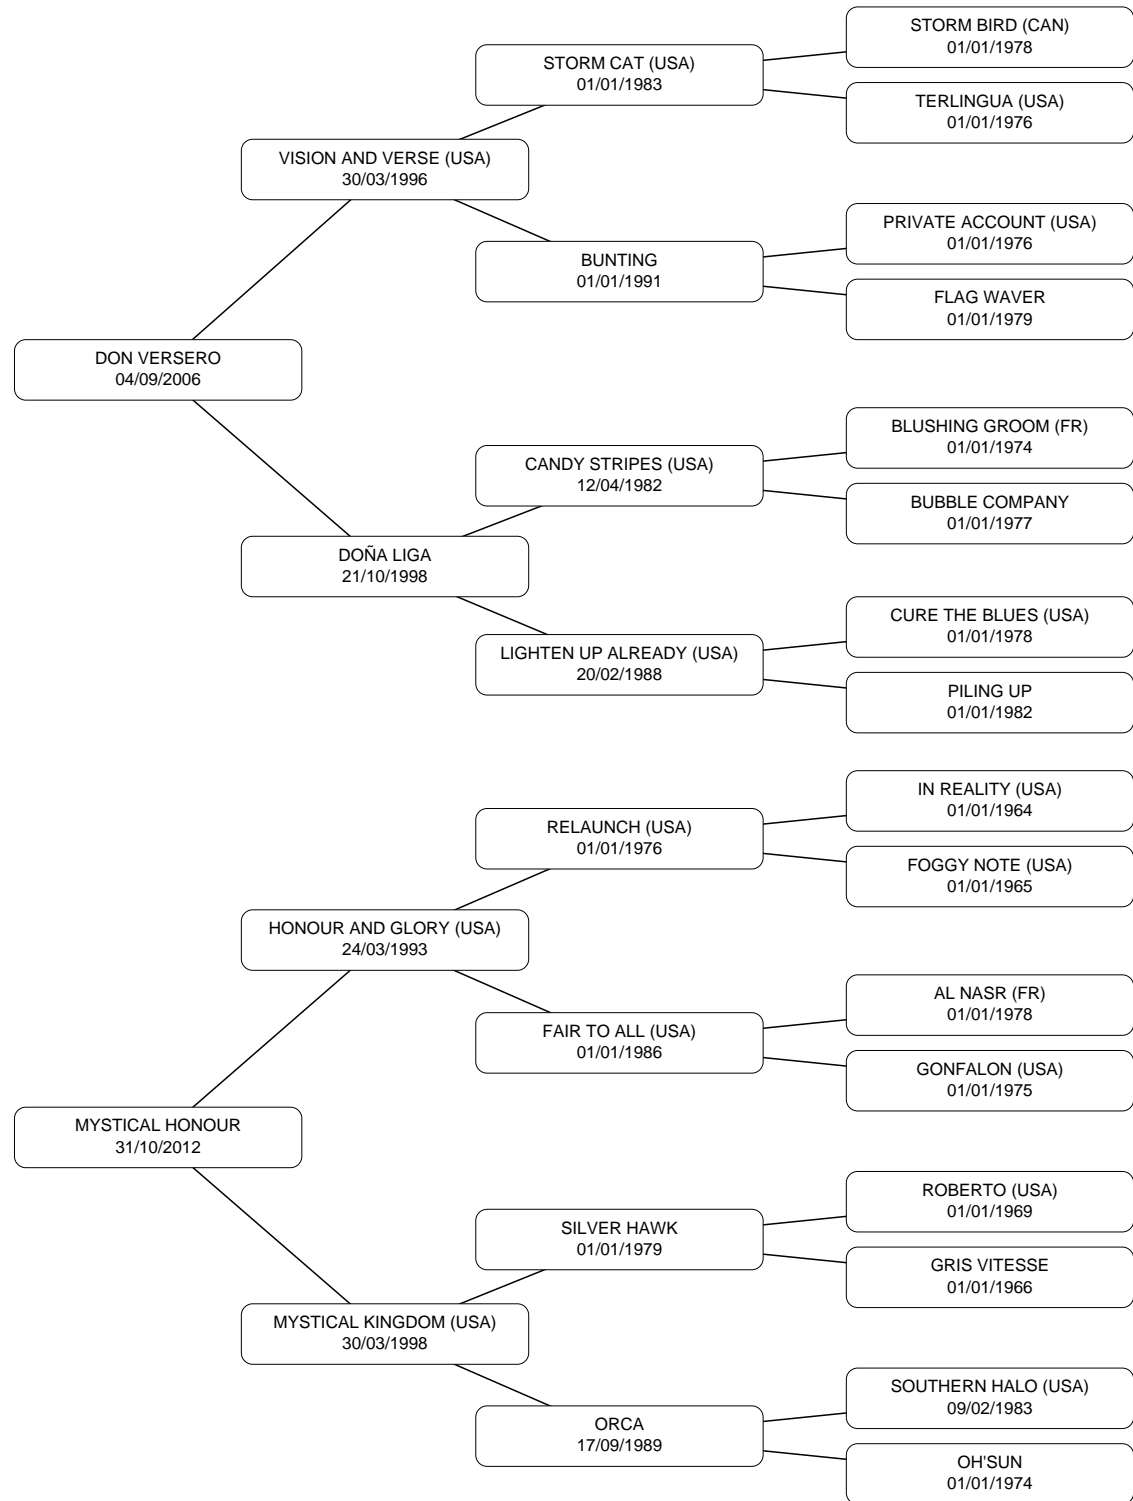 STORM BIRD (CAN)
01/01/1978
STORM CAT (USA)
01/01/1983
TERLINGUA (USA)
01/01/1976
VISION AND VERSE (USA)
30/03/1996
PRIVATE ACCOUNT (USA)
01/01/1976
BUNTING
01/01/1991
FLAG WAVER
01/01/1979
DON VERSERO
04/09/2006
BLUSHING GROOM (FR)
01/01/1974
CANDY STRIPES (USA)
12/04/1982
BUBBLE COMPANY
01/01/1977
DOÑA LIGA
21/10/1998
CURE THE BLUES (USA)
01/01/1978
LIGHTEN UP ALREADY (USA)
20/02/1988
PILING UP
01/01/1982
IN REALITY (USA)
01/01/1964
RELAUNCH (USA)
01/01/1976
FOGGY NOTE (USA)
01/01/1965
HONOUR AND GLORY (USA)
24/03/1993
AL NASR (FR)
01/01/1978
FAIR TO ALL (USA)
01/01/1986
GONFALON (USA)
01/01/1975
MYSTICAL HONOUR
31/10/2012
ROBERTO (USA)
01/01/1969
SILVER HAWK
01/01/1979
GRIS VITESSE
01/01/1966
MYSTICAL KINGDOM (USA)
30/03/1998
SOUTHERN HALO (USA)
09/02/1983
ORCA
17/09/1989
OH'SUN
01/01/1974